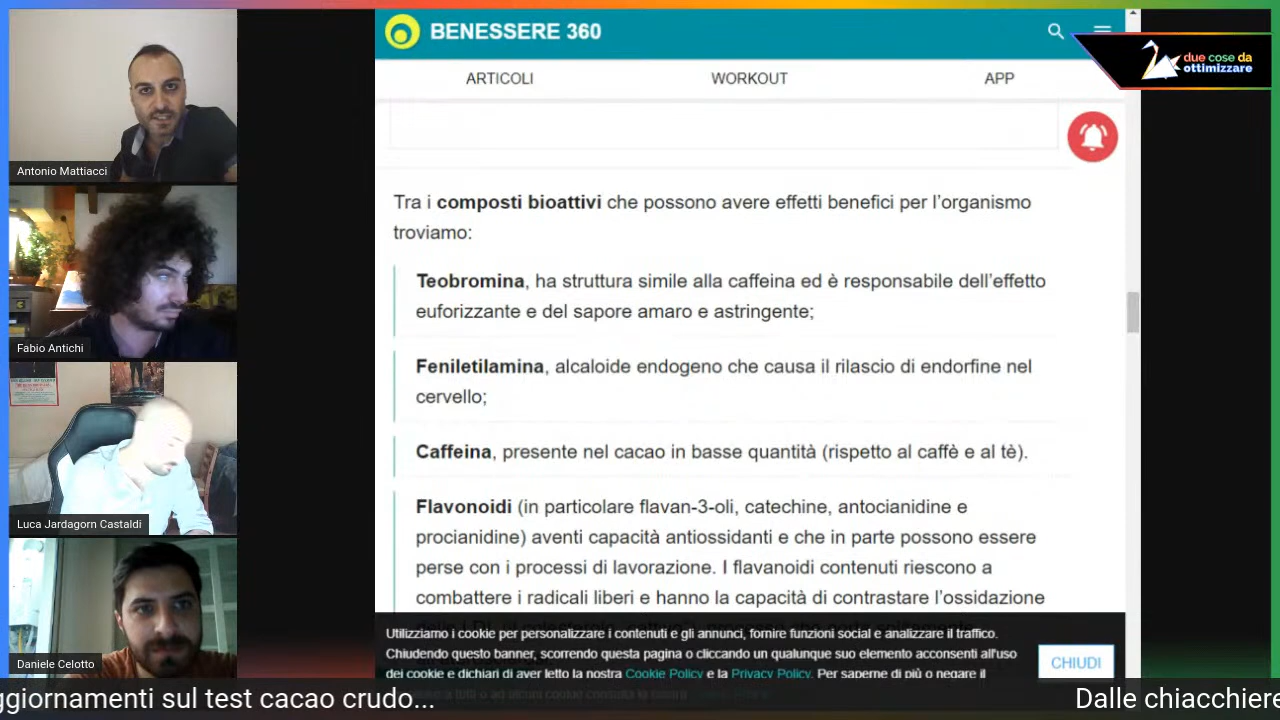 BENESSERE 360
due cose da
ottimizzare
ARTICOLI WORKOUT APP
Tra i composti bioattivi che possono avere effetti benefici per l'organismo
troviamo:
Teobromina, ha struttura simile alla caffeina ed è responsabile dell'effetto
euforizzante e del sapore amaro e astringente;
Feniletilamina, alcaloide endogeno che causa il rilascio di endorfine nel
cervello;
Caffeina, presente nel cacao in basse quantità (rispetto al caffè e al tè).
Flavonoidi (in particolare flavan-3-oli, catechine, antocianidine e
procianidine) aventi capacità antiossidanti e che in parte possono essere
perse con i processi di lavorazione. I flavanoidi contenuti riescono a
combattere i radicali liberi e hanno la capacità di contrastare l'ossidazione
Utilizziamo i cookie per personalizzare i contenuti e gli annunci, fornire funzioni social e analizzare il traffico.
Chiudendo questo banner, scorrendo questa pagina o cliccando un qualunque suo elemento acconsenti all'uso
dei cookie e dichiari di aver letto la nostra Cookie Policy e la Privacy Policy. Per saperne di più o negare il
CHIUDI
Antonio Mattiacci
Fabio Antichi
Luca Jardagorn Castaldi
Daniele Celotto
ggiornamenti sul test cacao crudo... Dalle chiacchiere